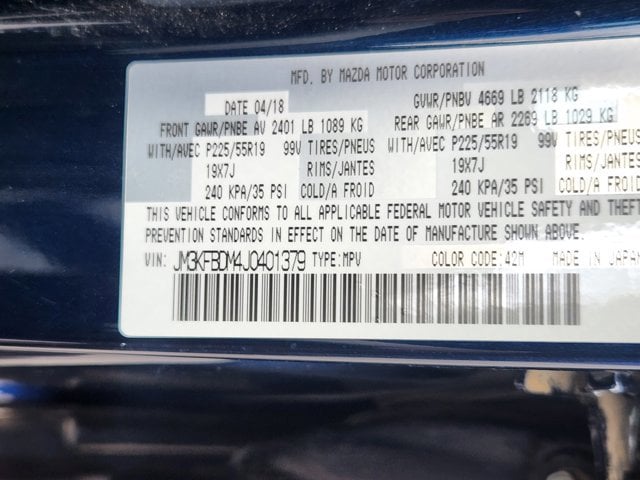 MFD. BY MAZDA MOTOR CORPORATION
DATE 04/18 GVWR/PNBV 4669 LB 2118 KG
FRONT GAWR/PNBE AV 2401 LB 1089 KG REAR GAWR/PNBE AR 2269 LB 1029 KG
WITH/AVEC P225/55R19 99V TIRES/PNEUS WITH/AVEC P225/55R19 99V TIRES/PNEUS
19X7J RIMS/JANTES 19X7J RIMS/JANTES
240 KPA/35 PSI COLD/A FROID 240 KPA/35 PSI COLD/A FROID
THIS VEHICLE CONFORMS TO ALL APPLICABLE FEDERAL MOTOR VEHICLE SAFETY AND THEFT
PREVENTION STANDARDS IN EFFECT ON THE DATE OF MANUFACTURE SHOWN ABOVE.
VIN: JM3KFBDM4J0401379 TYPE: MPV COLOR CODE: 42M MADE IN JAPAN